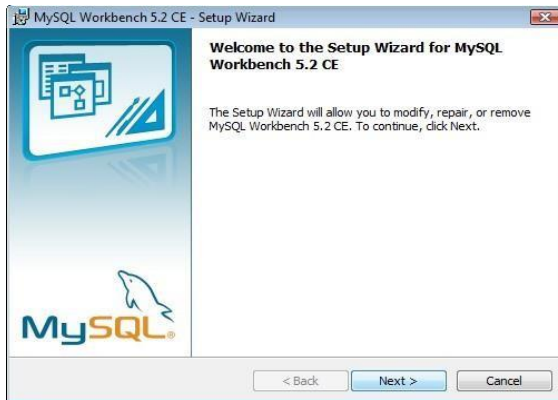 MySQL Workbench 5.2 CE - Setup Wizard
Welcome to the Setup Wizard for MySQL
Workbench 5.2 CE
The Setup Wizard will allow you to modify, repair, or remove
MySQL Workbench 5.2 CE. To continue, click Next.
MySQL®
< Back
Next >
Cancel